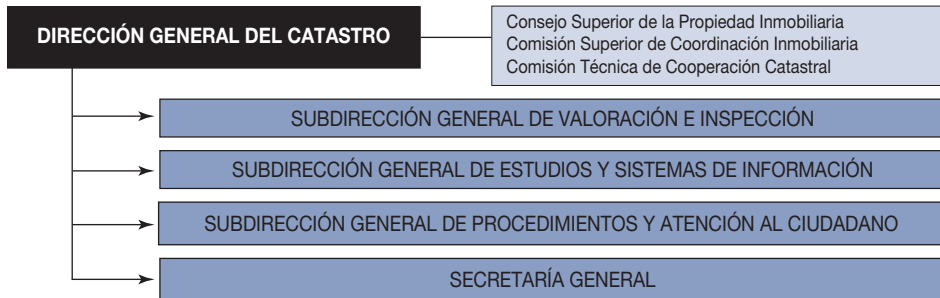 DIRECCIÓN GENERAL DEL CATASTRO
Consejo Superior de la Propiedad Inmobiliaria
Comisión Superior de Coordinación Inmobiliaria
Comisión Técnica de Cooperación Catastral
SUBDIRECCIÓN GENERAL DE VALORACIÓN E INSPECCIÓN
SUBDIRECCIÓN GENERAL DE ESTUDIOS Y SISTEMAS DE INFORMACIÓN
SUBDIRECCIÓN GENERAL DE PROCEDIMIENTOS Y ATENCIÓN AL CIUDADANO
SECRETARÍA GENERAL